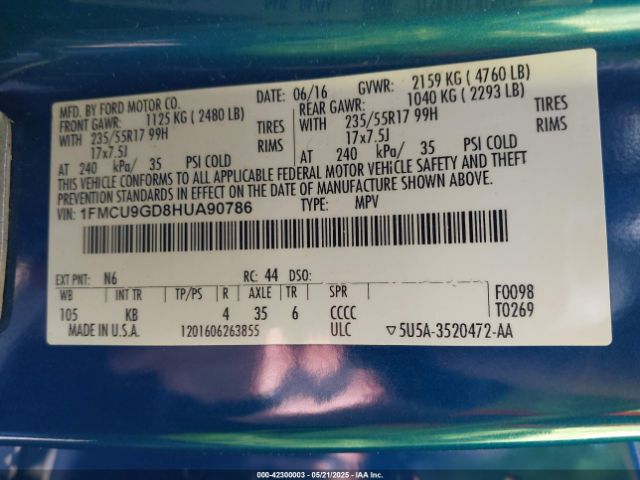 MFD. BY FORD MOTOR CO. DATE: 06/16 GVWR: 2159 KG ( 4760 LB)
FRONT GAWR: 1125 KG ( 2480 LB) REAR GAWR: 1040 KG ( 2293 LB)
WITH 235/55R17 99H TIRES WITH 235/55R17 99H TIRES
17x7.5J RIMS 17x7.5J RIMS
AT 240 kPa/ 35 PSI COLD AT 240 kPa/ 35 PSI COLD
THIS VEHICLE CONFORMS TO ALL APPLICABLE FEDERAL MOTOR VEHICLE SAFETY AND THEFT
PREVENTION STANDARDS IN EFFECT ON THE DATE OF MANUFACTURE SHOWN ABOVE.
VIN: 1FMCU9GD8HUA90786 TYPE: MPV
EXT PNT: N6 RC: 44 DSO:
WB INT TR TP/PS R AXLE TR SPR F0098
105 KB 4 35 6 CCCC T0269
MADE IN U.S.A. 1201606263855 ULC ▽5U5A-3520472-AA
000-42300003 - 05/21/2025 - IAA Inc.